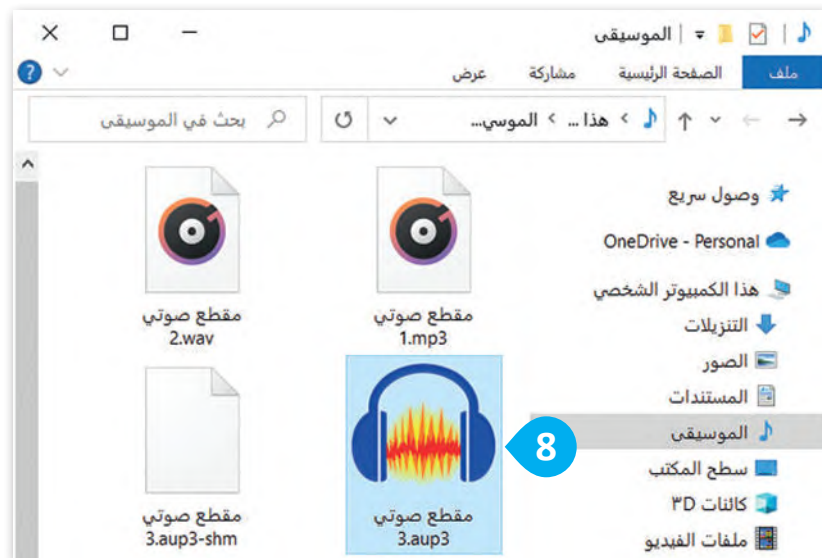 الموسيقى
ملف الصفحة الرئيسية مشاركة عرض
هذا ... الموسي...
بحث في الموسيقى
وصول سريع
OneDrive - Personal
هذا الكمبيوتر الشخصي
التنزيلات
الصور
المستندات
الموسيقى
سطح المكتب
كائنات ٣D
ملفات الفيديو
مقطع صوتي
1.mp3
مقطع صوتي
2.wav
مقطع صوتي
3.aup3
مقطع صوتي
3.aup3-shm
8